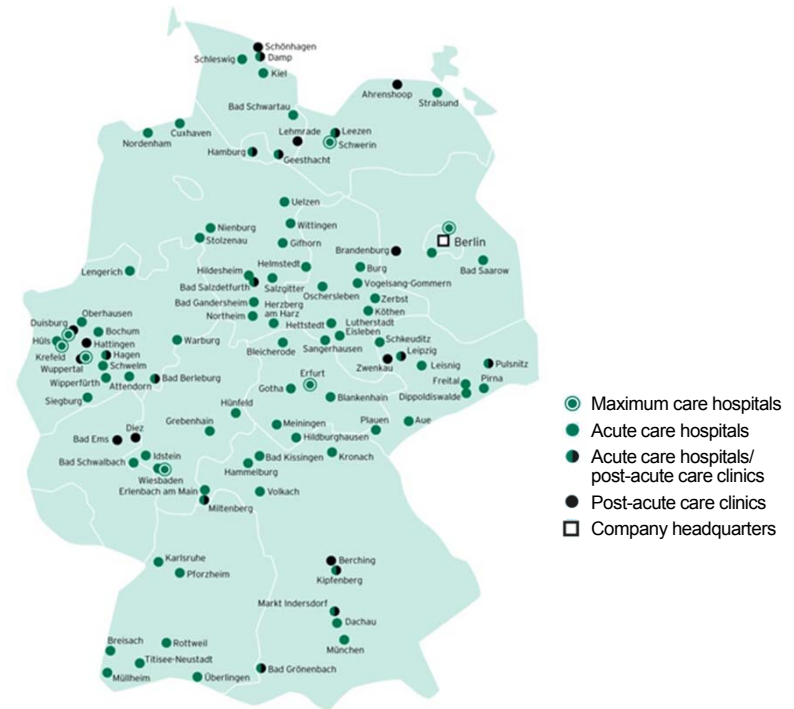 Schönhagen
Damp
Schleswig
Kiel
Ahrenshoop
Stralsund
Bad Schwartau
Cuxhaven
Nordenham
Lehmrade
Leezen
Schwerin
Hamburg
Geesthacht
Uelzen
Nienburg
Wittingen
Stolzenau
Gifhorn
Brandenburg
Berlin
Bad Saarow
Lengerich
Hildesheim
Helmstedt
Burg
Bad Salzdetfurth
Salzgitter
Vogelsang-Gommern
Oschersleben
Bad Gandersheim
Herzberg
am Harz
Zerbst
Northeim
Köthen
Oberhausen
Duisburg
Bochum
Hettstedt
Lutherstadt
Eisleben
Hüls
Hattingen
Warburg
Bleicherode
Sangerhausen
Schkeuditz
Krefeld
Hagen
Leipzig
Wuppertal
Schwelm
Zwenkau
Leisnig
Pulsnitz
Wipperfürth
Attendorn
Bad Berleburg
Erfurt
Gotha
Freital
Pirna
Siegburg
Blankenhain
Dippoldiswalde
Hünfeld
Diez
Grebenhain
Meiningen
Plauen
Aue
Bad Ems
Hildburghausen
Idstein
Bad Schwalbach
Bad Kissingen
Kronach
Wiesbaden
Hammelburg
Erlenbach am Main
Volkach
Miltenberg
Karlsruhe
Berching
Pforzheim
Kipfenberg
Markt Indersdorf
Dachau
Breisach
Rottweil
München
Titisee-Neustadt
Müllheim
Überlingen
Bad Grönenbach
Maximum care hospitals
Acute care hospitals
Acute care hospitals/
post-acute care clinics
Post-acute care clinics
Company headquarters